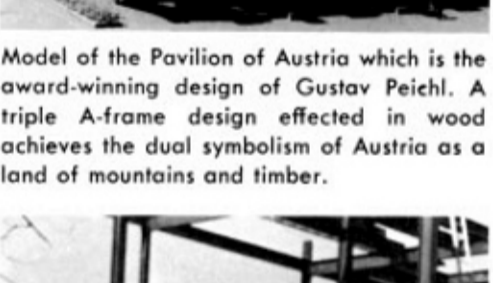 Model of the Pavilion of Austria which is the
award-winning design of Gustav Peichl. A
triple A-frame design effected in wood
achieves the dual symbolism of Austria as a
land of mountains and timber.